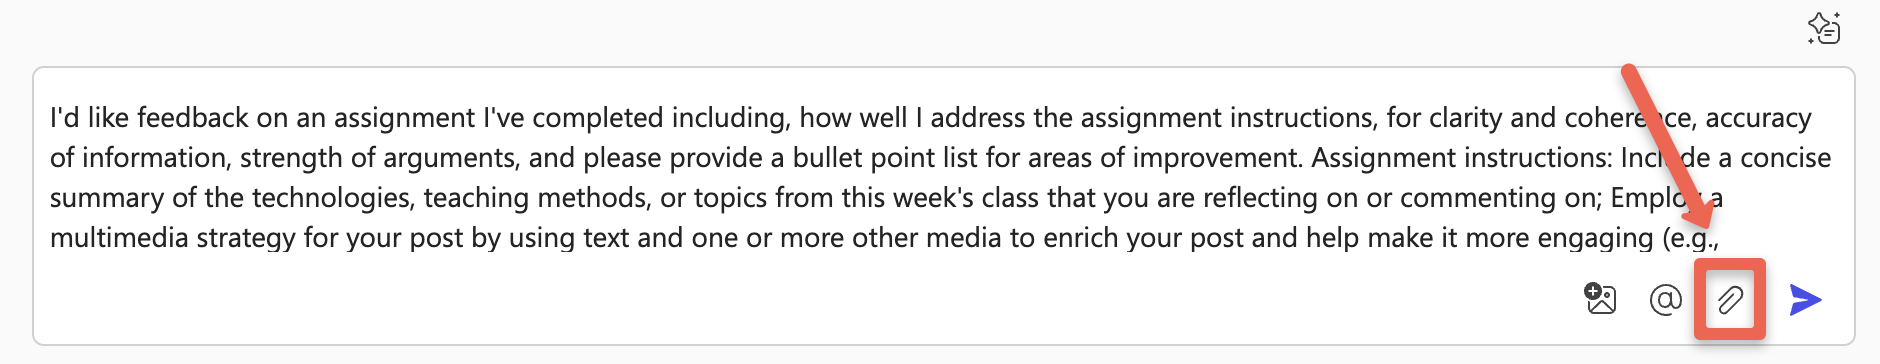 I'd like feedback on an assignment I've completed including, how well I address the assignment instructions, for clarity and coherence, accuracy
of information, strength of arguments, and please provide a bullet point list for areas of improvement. Assignment instructions: Include a concise
summary of the technologies, teaching methods, or topics from this week's class that you are reflecting on or commenting on; Employ a
multimedia strategy for your post by using text and one or more other media to enrich your post and help make it more engaging (e.g.,